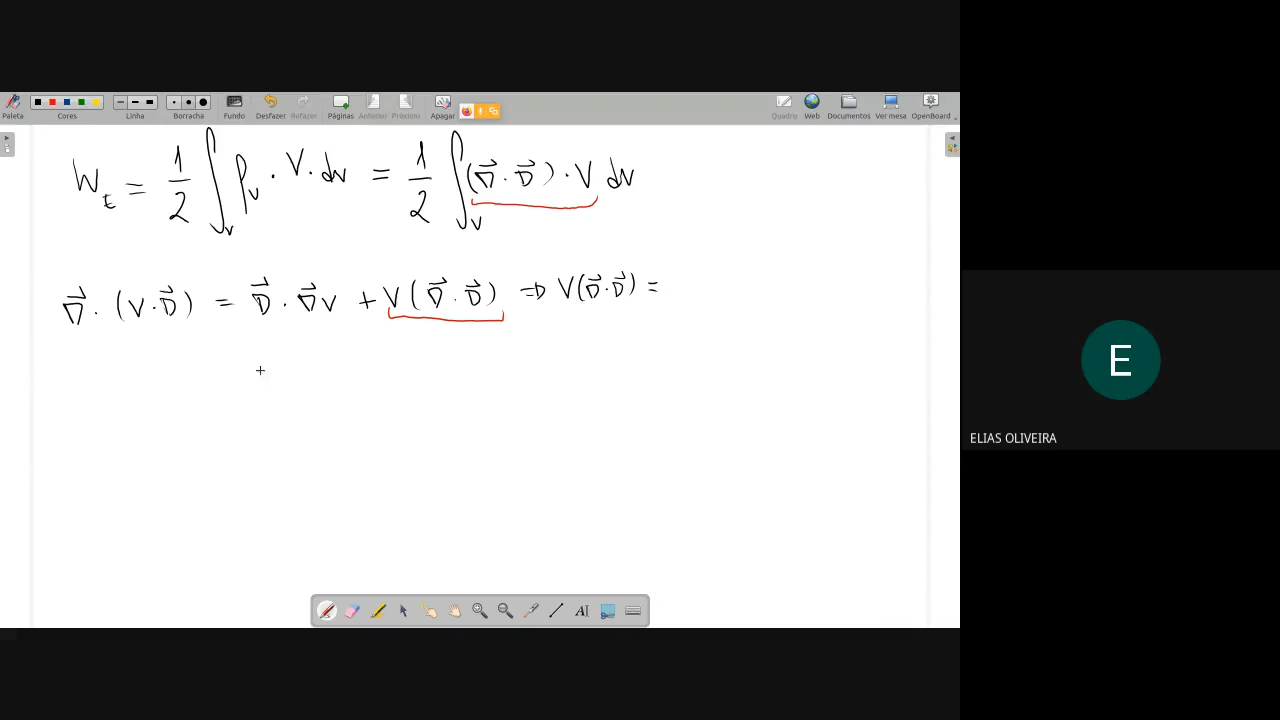 Paleta Cores Linha Borracha Fundo Desfazer Refazer Páginas Anterior Próximo Apagar Quadro Web Documentos Ver mesa OpenBoard
W_E = 1/2 ∫_v ρ_v · V · dv = 1/2 ∫_v (∇⃗ · D⃗) · V dv
∇⃗ · (V · D⃗) = D⃗ · ∇⃗V + V(∇⃗ · D⃗) ⇒ V(∇⃗ · D⃗) =
E
ELIAS OLIVEIRA
AI